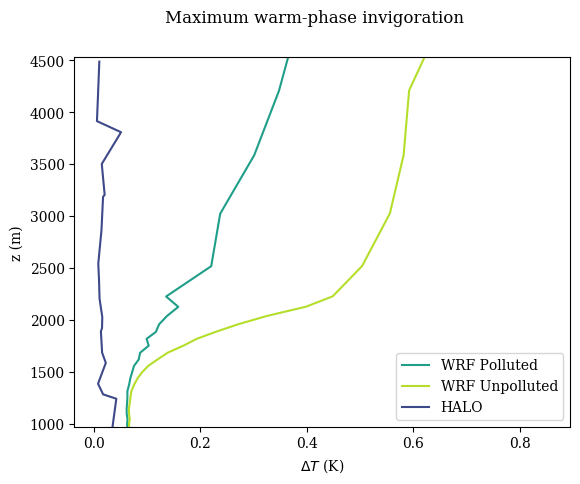 Maximum warm-phase invigoration
4500
4000
3500
3000
2500
2000
1500
1000
z (m)
WRF Polluted
WRF Unpolluted
HALO
0.0 0.2 0.4 0.6 0.8
ΔT (K)